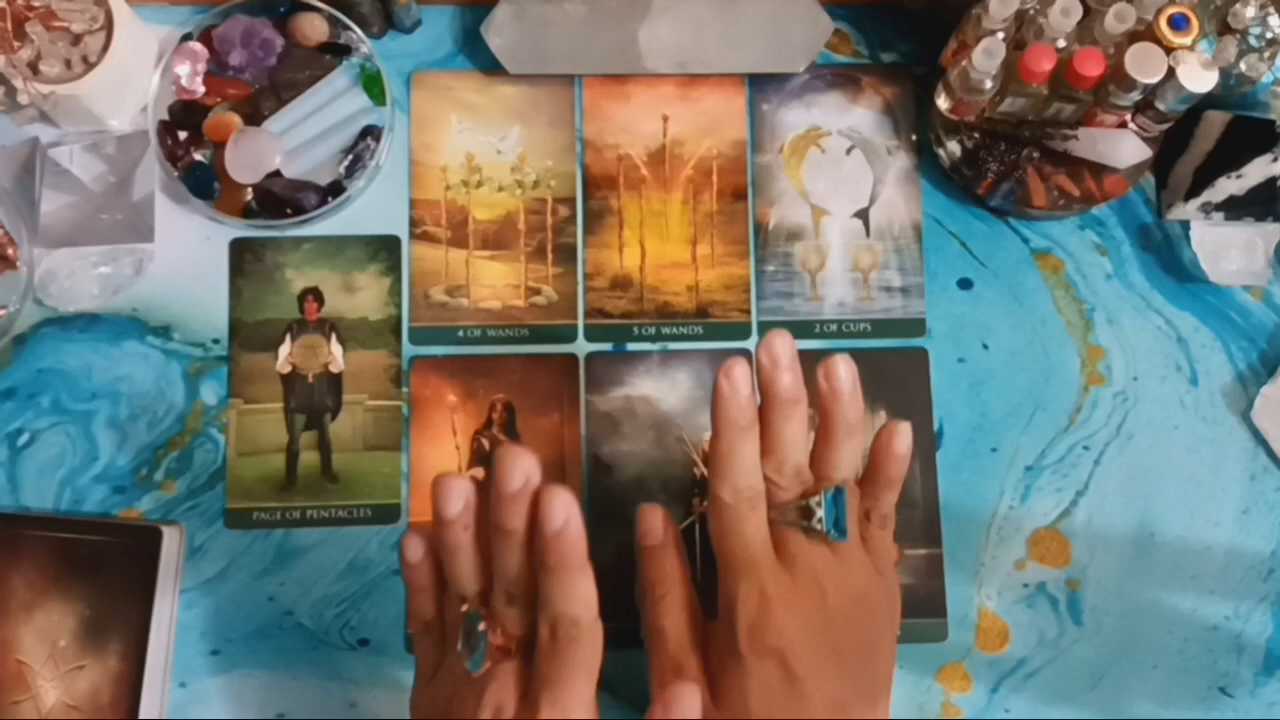 4 OF WANDS
5 OF WANDS
2 OF CUPS
PAGE OF PENTACLES